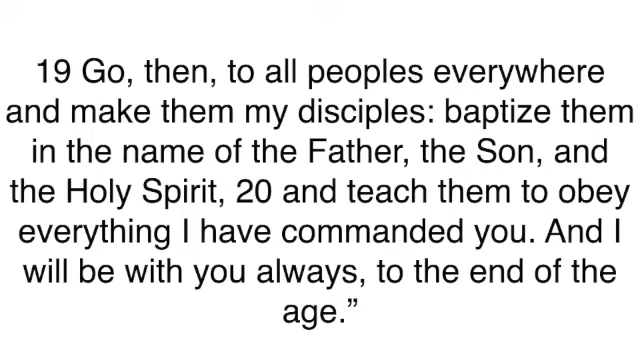 19 Go, then, to all peoples everywhere
and make them my disciples: baptize them
in the name of the Father, the Son, and
the Holy Spirit, 20 and teach them to obey
everything I have commanded you. And I
will be with you always, to the end of the
age.”